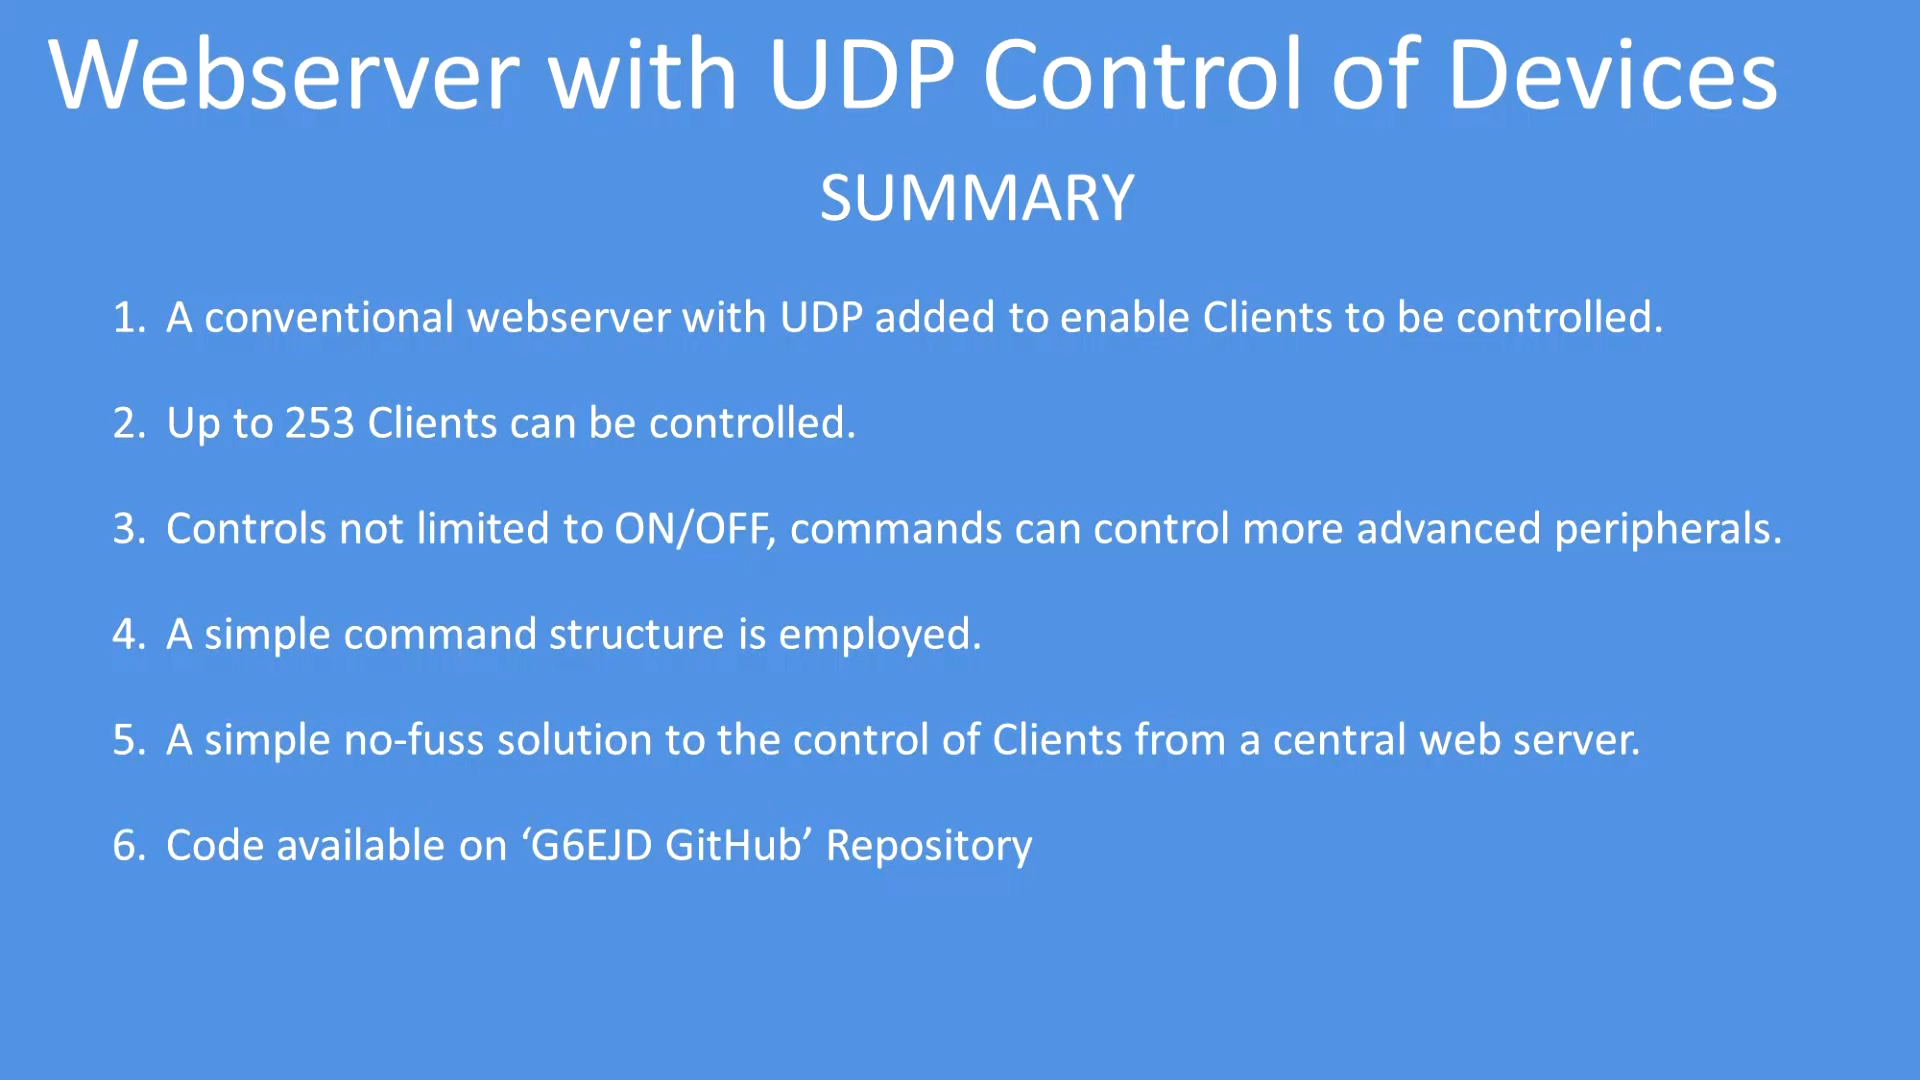 Webserver with UDP Control of Devices
SUMMARY
1. A conventional webserver with UDP added to enable Clients to be controlled.
2. Up to 253 Clients can be controlled.
3. Controls not limited to ON/OFF, commands can control more advanced peripherals.
4. A simple command structure is employed.
5. A simple no-fuss solution to the control of Clients from a central web server.
6. Code available on ‘G6EJD GitHub’ Repository